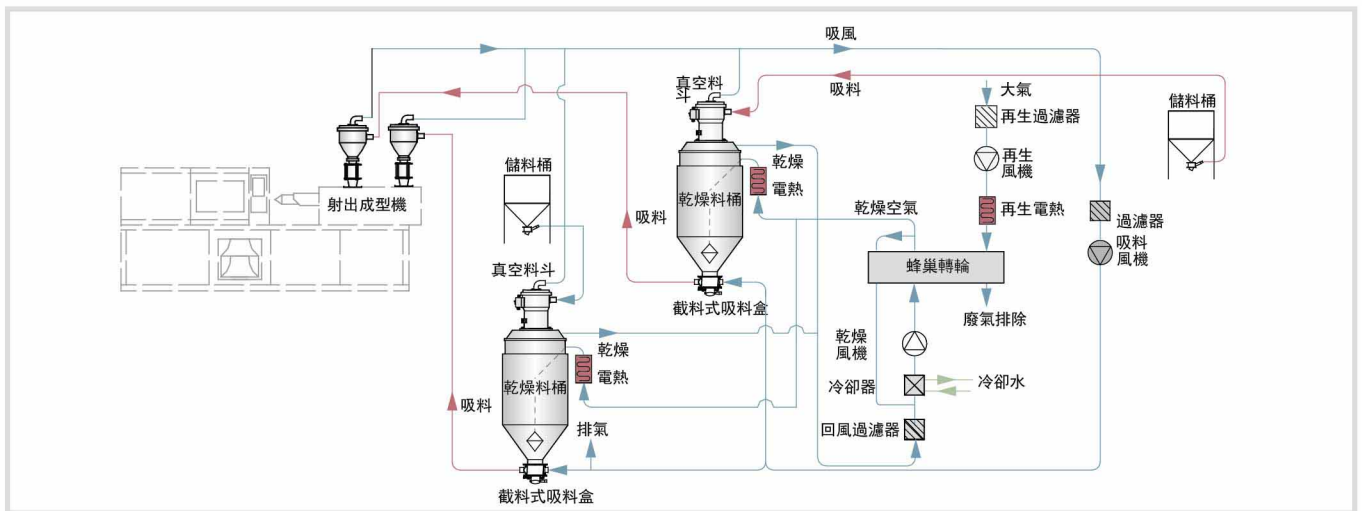 吸風
真空料
斗
吸料
大氣
儲料桶
再生過濾器
儲料桶
乾燥
再生
風機
射出成型機
電熱
乾燥料桶
吸料
乾燥空氣
再生電熱
過濾器
吸料
風機
蜂巢轉輪
真空料斗
截料式吸料盒
廢氣排除
乾燥
風機
乾燥
電熱
乾燥料桶
冷卻器
冷卻水
吸料
排氣
回風過濾器
截料式吸料盒